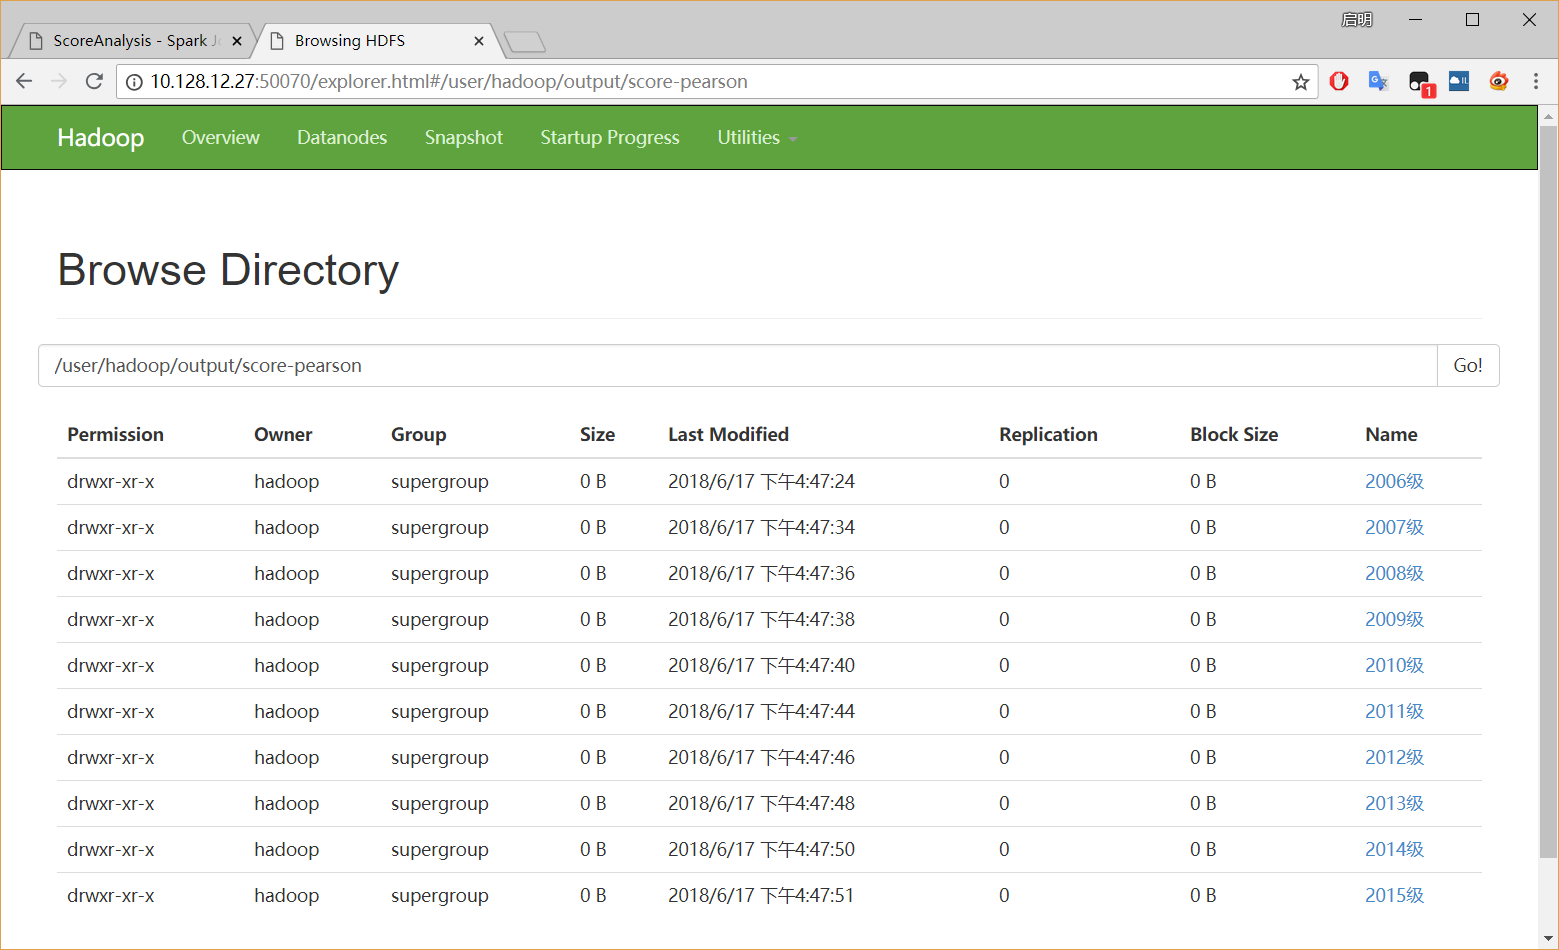 启明
ScoreAnalysis - Spark J
Browsing HDFS
10.128.12.27:50070/explorer.html#/user/hadoop/output/score-pearson
1
IL
Hadoop Overview Datanodes Snapshot Startup Progress Utilities
Browse Directory
/user/hadoop/output/score-pearson Go!
Permission Owner Group Size Last Modified Replication Block Size Name
drwxr-xr-x hadoop supergroup 0 B 2018/6/17 下午4:47:24 0 0 B 2006级
drwxr-xr-x hadoop supergroup 0 B 2018/6/17 下午4:47:34 0 0 B 2007级
drwxr-xr-x hadoop supergroup 0 B 2018/6/17 下午4:47:36 0 0 B 2008级
drwxr-xr-x hadoop supergroup 0 B 2018/6/17 下午4:47:38 0 0 B 2009级
drwxr-xr-x hadoop supergroup 0 B 2018/6/17 下午4:47:40 0 0 B 2010级
drwxr-xr-x hadoop supergroup 0 B 2018/6/17 下午4:47:44 0 0 B 2011级
drwxr-xr-x hadoop supergroup 0 B 2018/6/17 下午4:47:46 0 0 B 2012级
drwxr-xr-x hadoop supergroup 0 B 2018/6/17 下午4:47:48 0 0 B 2013级
drwxr-xr-x hadoop supergroup 0 B 2018/6/17 下午4:47:50 0 0 B 2014级
drwxr-xr-x hadoop supergroup 0 B 2018/6/17 下午4:47:51 0 0 B 2015级